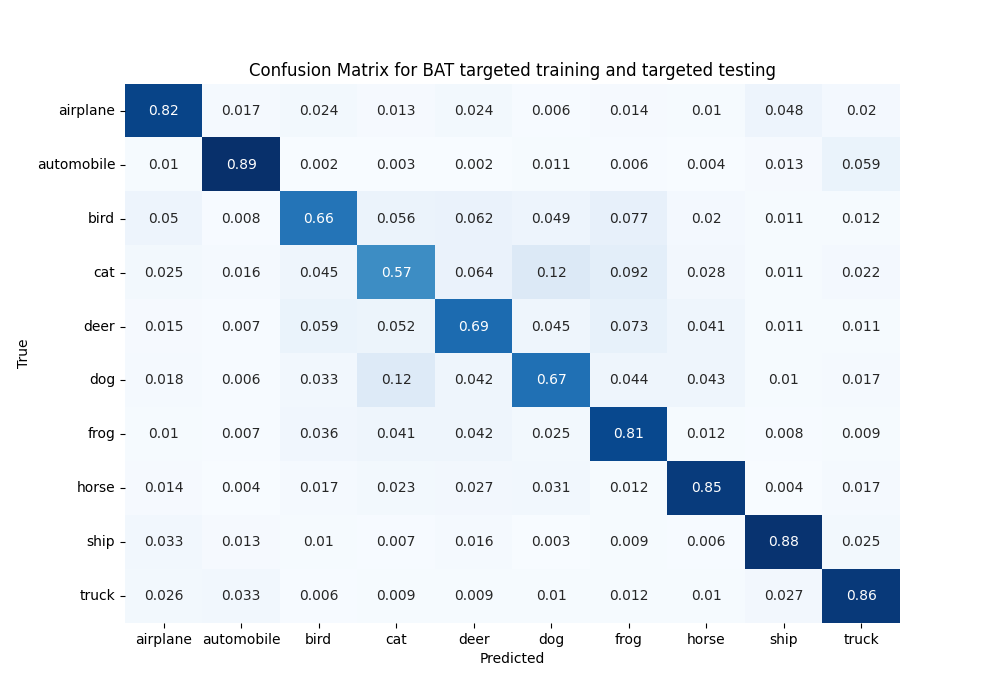 Confusion Matrix for BAT targeted training and targeted testing
airplane 0.82 0.017 0.024 0.013 0.024 0.006 0.014 0.01 0.048 0.02
automobile 0.01 0.89 0.002 0.003 0.002 0.011 0.006 0.004 0.013 0.059
bird 0.05 0.008 0.66 0.056 0.062 0.049 0.077 0.02 0.011 0.012
cat 0.025 0.016 0.045 0.57 0.064 0.12 0.092 0.028 0.011 0.022
deer 0.015 0.007 0.059 0.052 0.69 0.045 0.073 0.041 0.011 0.011
True
dog 0.018 0.006 0.033 0.12 0.042 0.67 0.044 0.043 0.01 0.017
frog 0.01 0.007 0.036 0.041 0.042 0.025 0.81 0.012 0.008 0.009
horse 0.014 0.004 0.017 0.023 0.027 0.031 0.012 0.85 0.004 0.017
ship 0.033 0.013 0.01 0.007 0.016 0.003 0.009 0.006 0.88 0.025
truck 0.026 0.033 0.006 0.009 0.009 0.01 0.012 0.01 0.027 0.86
airplane automobile bird cat deer dog frog horse ship truck
Predicted